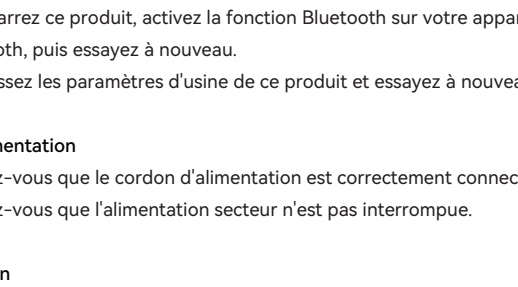 arrez ce produit, activez la fonction Bluetooth sur votre appar
oth, puis essayez à nouveau.
ssez les paramètres d'usine de ce produit et essayez à nouvea
nentation
z-vous que le cordon d'alimentation est correctement connec
z-vous que l'alimentation secteur n'est pas interrompue.
n